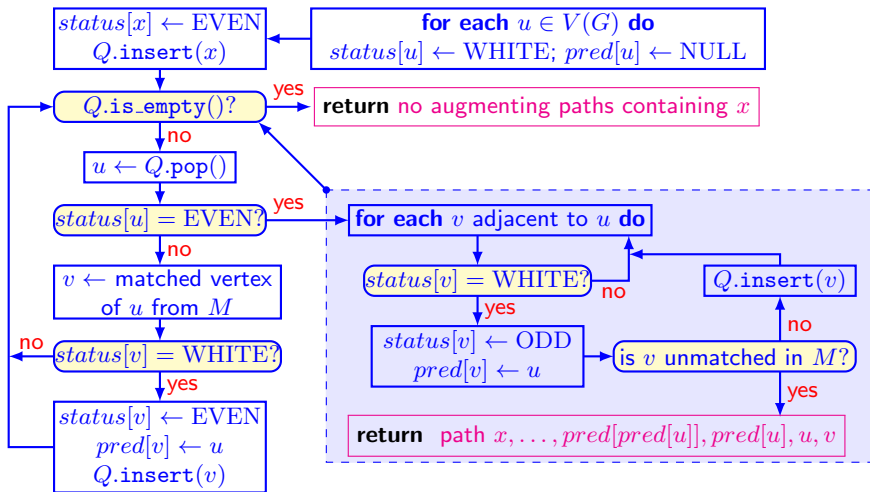 status[x] ← EVEN
Q.insert(x)
for each u ∈ V(G) do
status[u] ← WHITE; pred[u] ← NULL
Q.is_empty()?
yes
return no augmenting paths containing x
no
u ← Q.pop()
status[u] = EVEN?
yes
for each v adjacent to u do
no
v ← matched vertex
of u from M
status[v] = WHITE?
no
Q.insert(v)
yes
no
status[v] = WHITE?
no
status[v] ← ODD
pred[v] ← u
is v unmatched in M?
yes
yes
status[v] ← EVEN
pred[v] ← u
Q.insert(v)
return path x, . . . , pred[pred[u]], pred[u], u, v